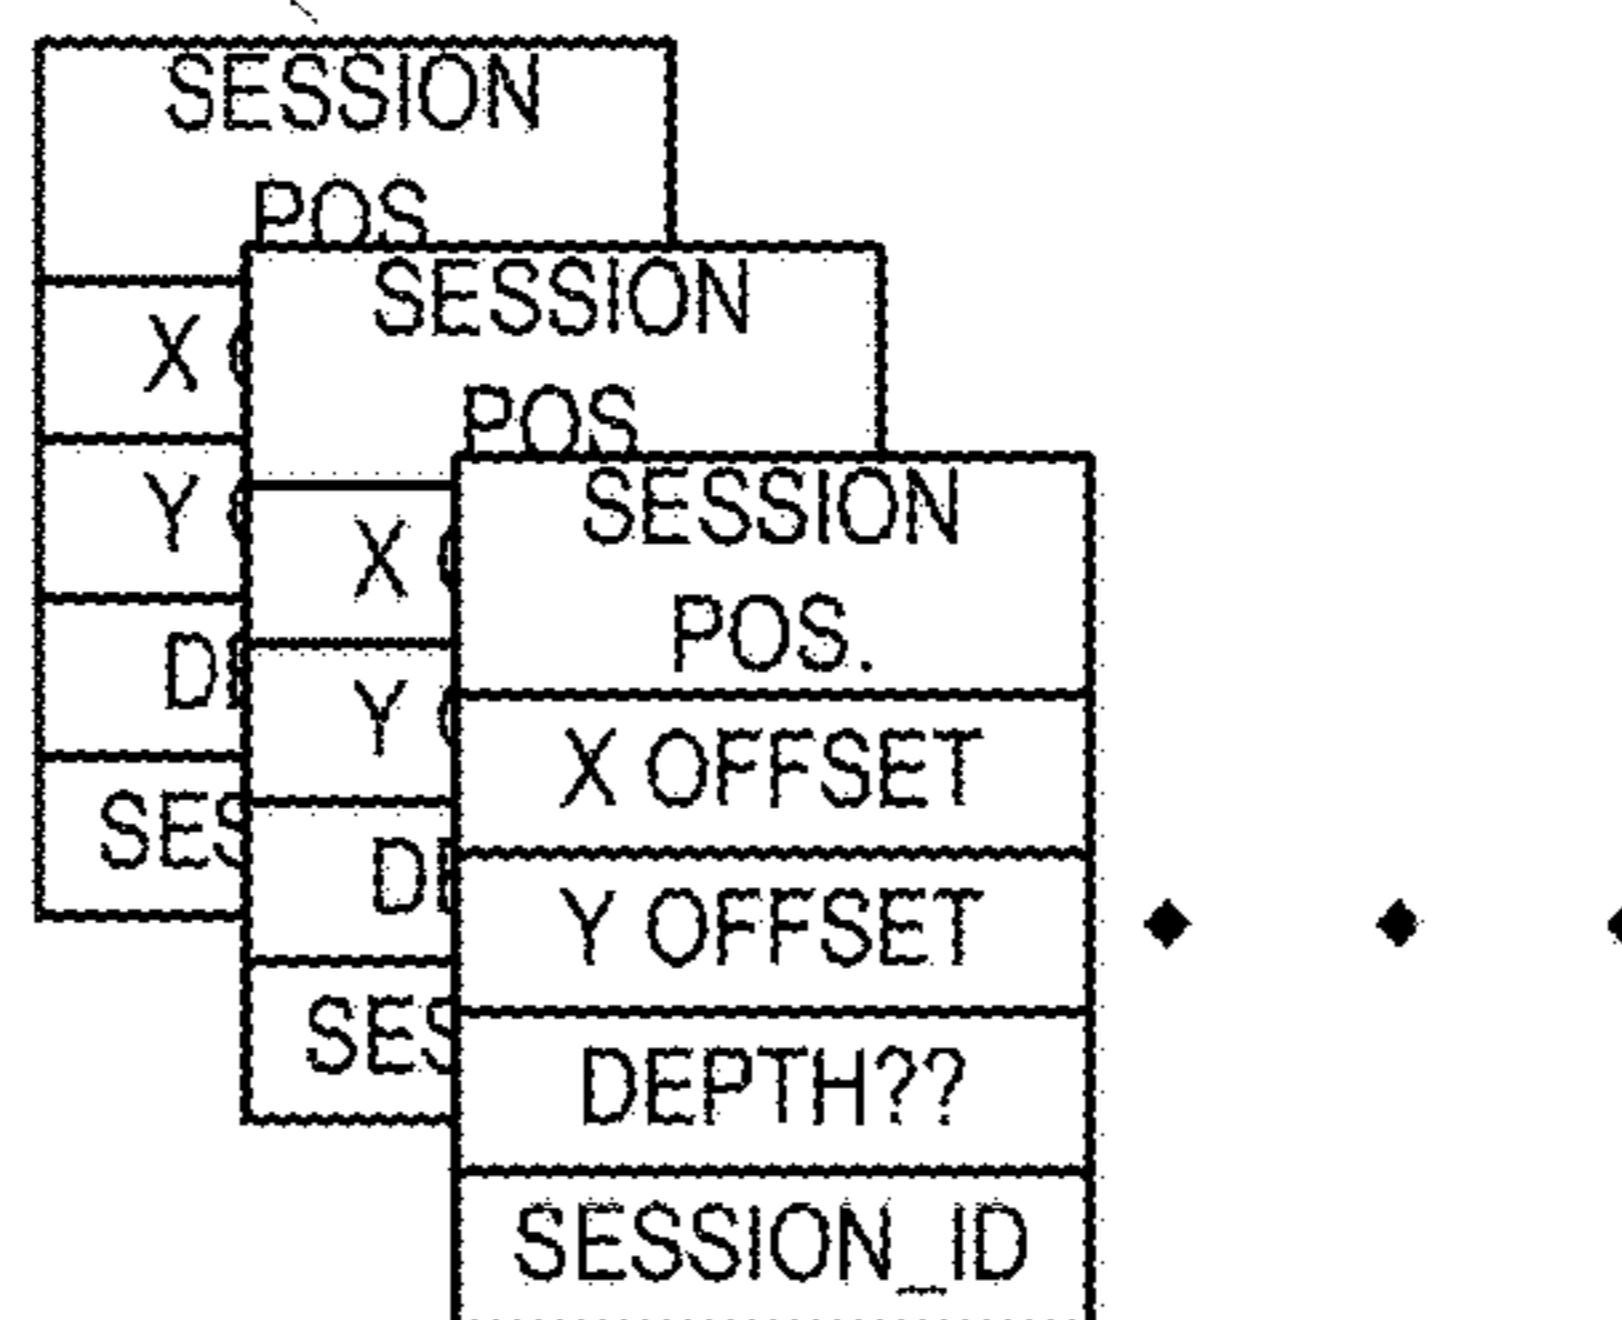 SESSION
POS
X
Y
SESSION
POS
X
Y
SESSION
POS.
X OFFSET
Y OFFSET
DEPTH??
SESSION_ID